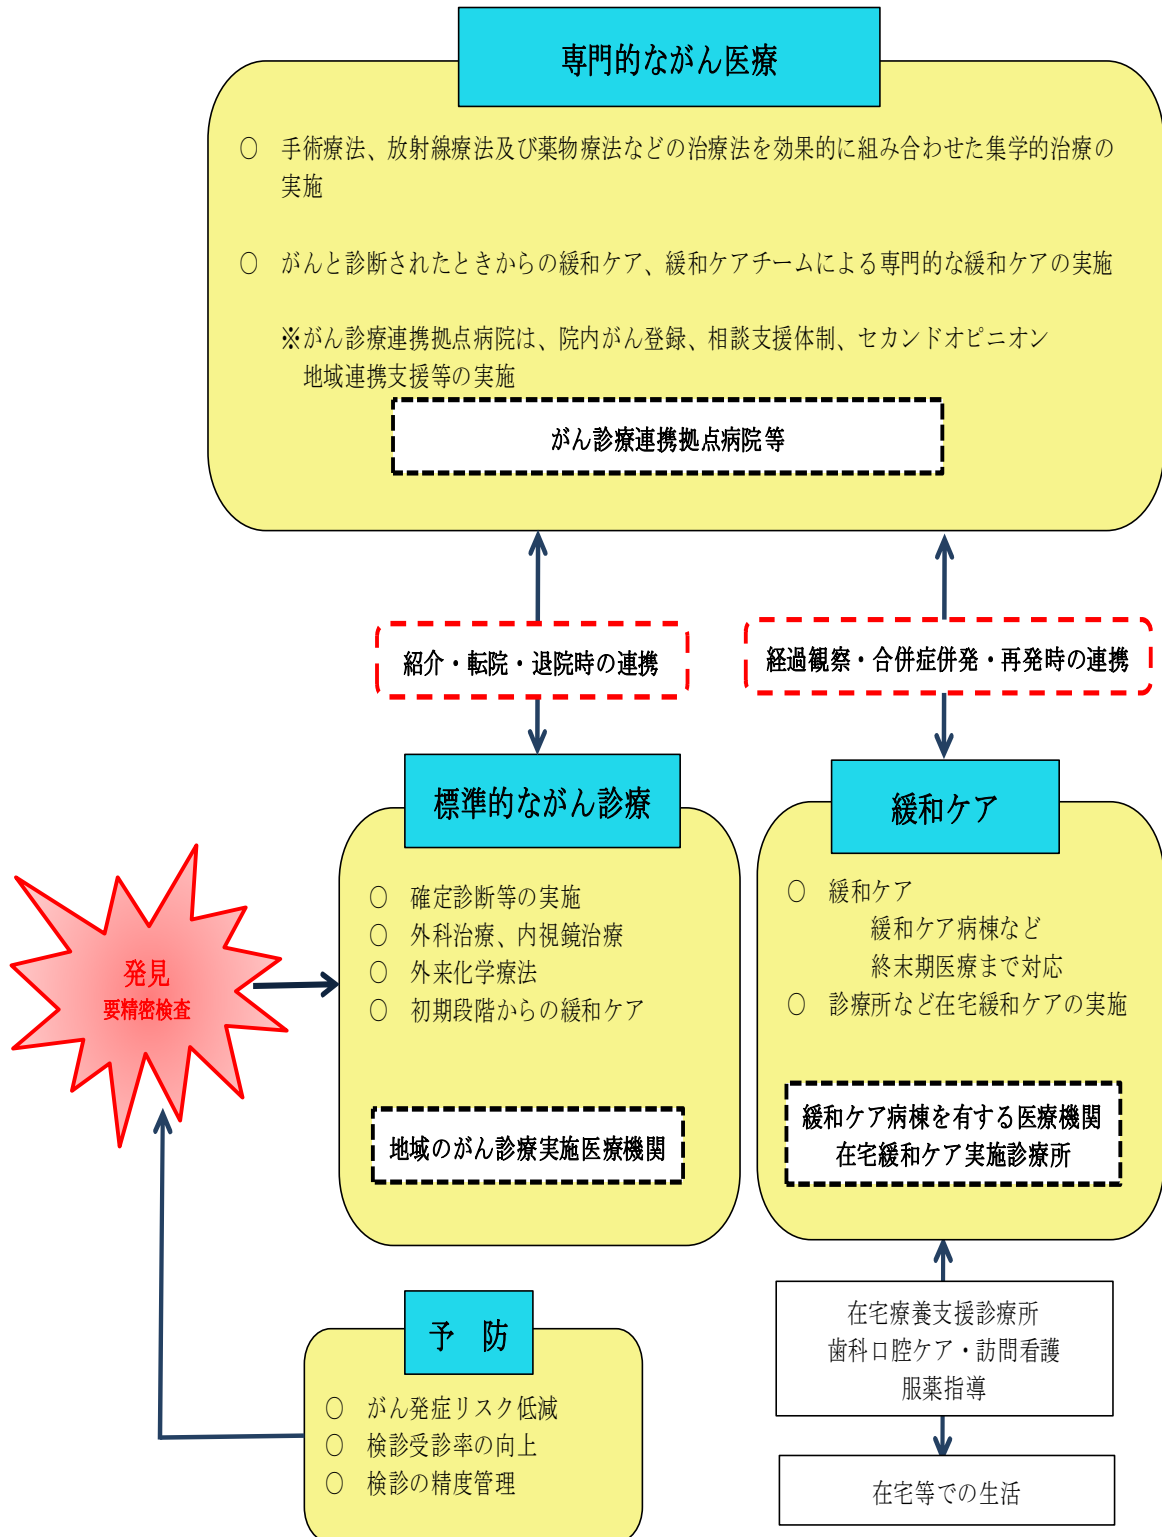 専門的ながん医療
○ 手術療法、放射線療法及び薬物療法などの治療法を効果的に組み合わせた集学的治療の
実施
○ がんと診断されたときからの緩和ケア、緩和ケアチームによる専門的な緩和ケアの実施
※がん診療連携拠点病院は、院内がん登録、相談支援体制、セカンドオピニオン
地域連携支援等の実施
がん診療連携拠点病院等
紹介・転院・退院時の連携
経過観察・合併症併発・再発時の連携
標準的ながん診療
○ 確定診断等の実施
○ 外科治療、内視鏡治療
○ 外来化学療法
○ 初期段階からの緩和ケア
地域のがん診療実施医療機関
緩和ケア
○ 緩和ケア
緩和ケア病棟など
終末期医療まで対応
○ 診療所など在宅緩和ケアの実施
緩和ケア病棟を有する医療機関
在宅緩和ケア実施診療所
発見
要精密検査
予 防
○ がん発症リスク低減
○ 検診受診率の向上
○ 検診の精度管理
在宅療養支援診療所
歯科口腔ケア・訪問看護
服薬指導
在宅等での生活